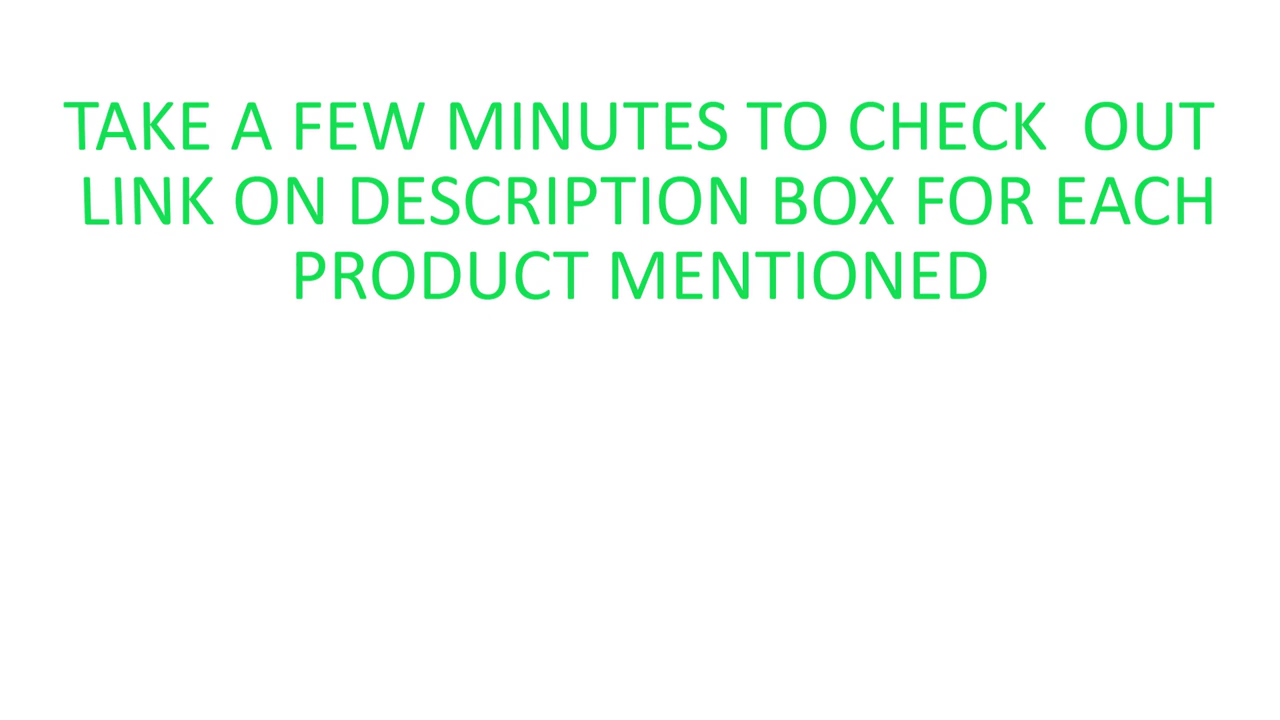 TAKE A FEW MINUTES TO CHECK  OUT
LINK ON DESCRIPTION BOX FOR EACH
PRODUCT MENTIONED